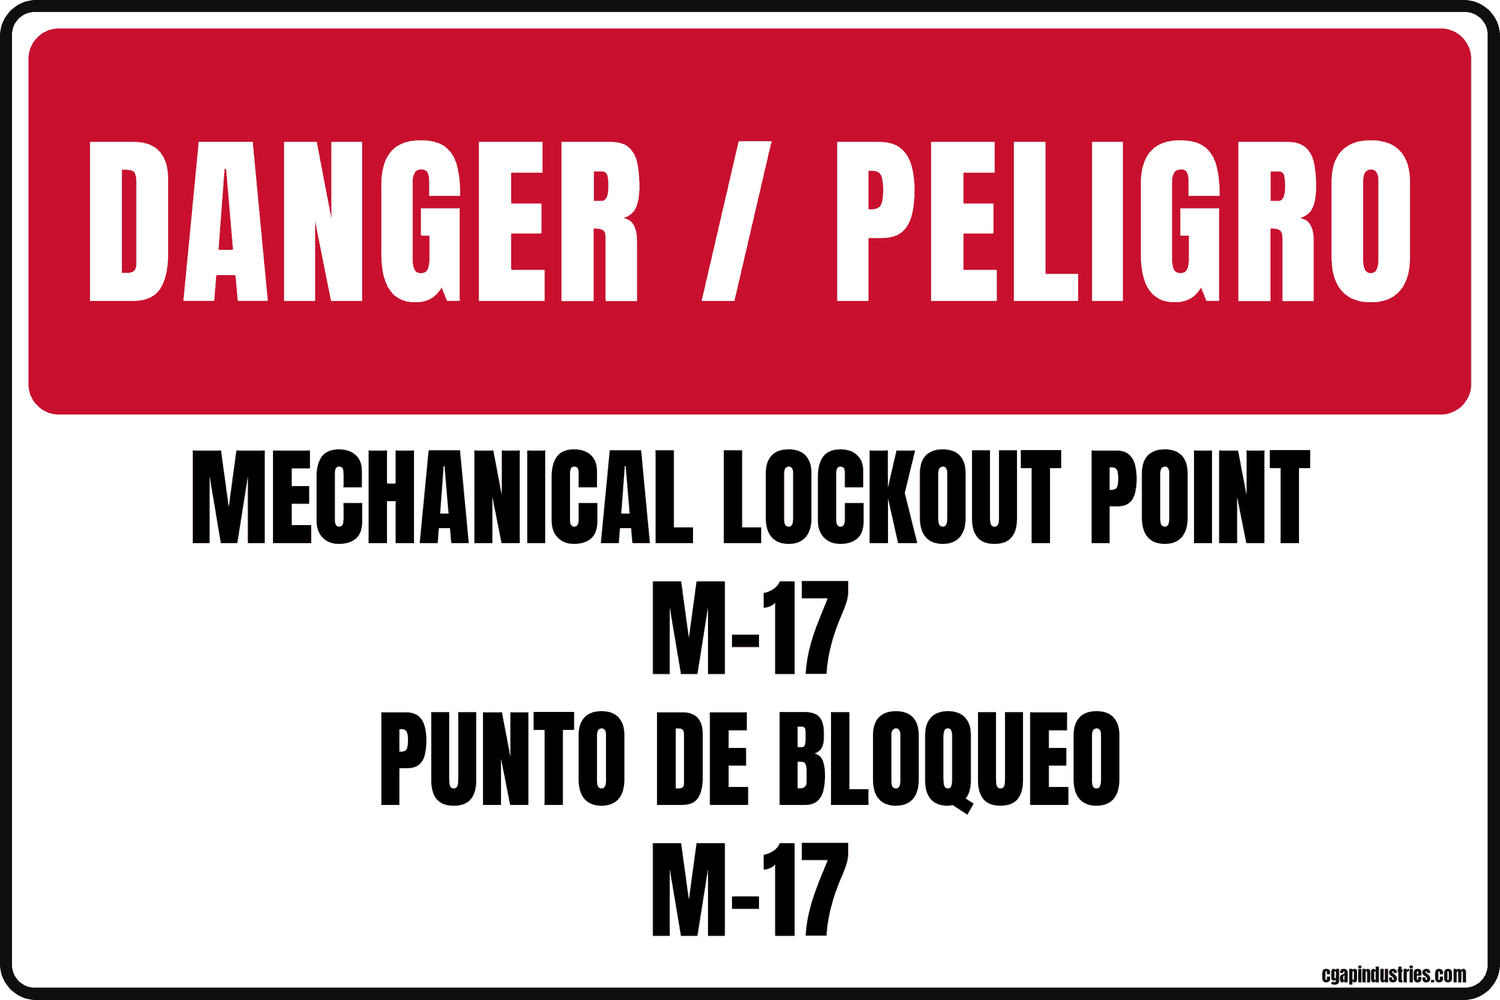 DANGER / PELIGRO
MECHANICAL LOCKOUT POINT
M-17
PUNTO DE BLOQUEO
M-17
cgapindustries.com